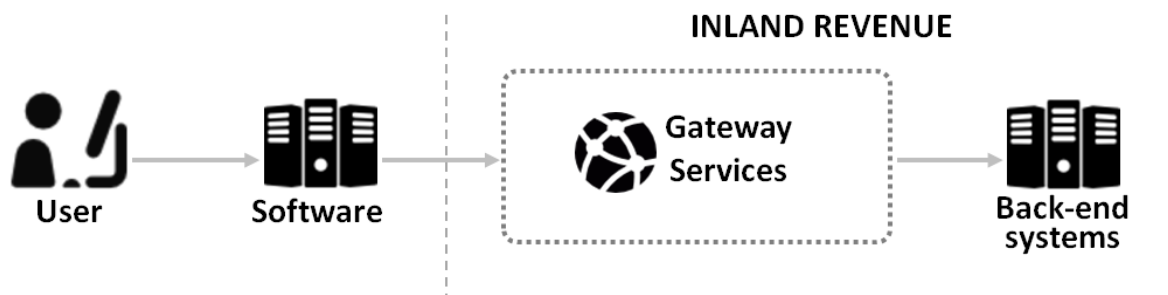 INLAND REVENUE
Gateway
Services
User
Software
Back-end
systems